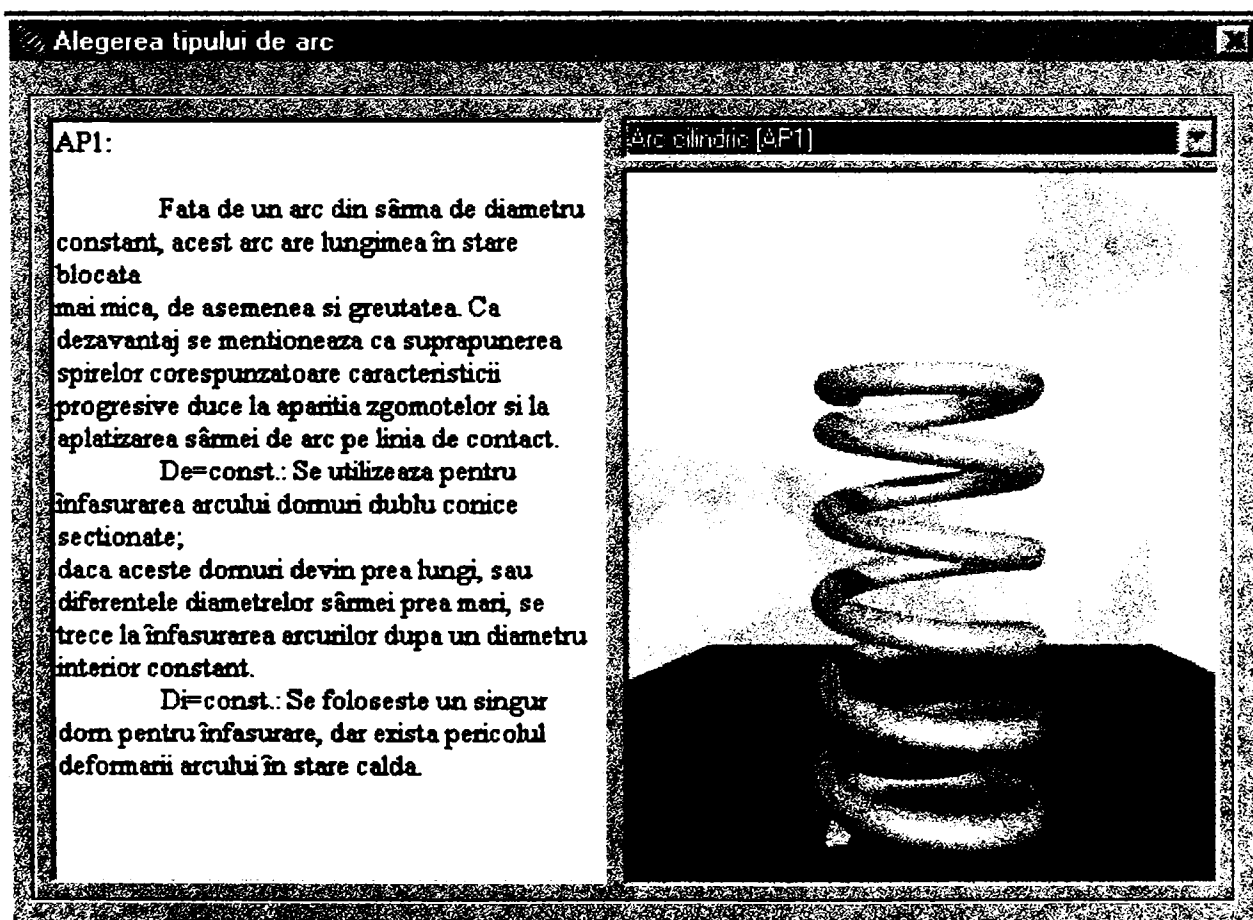 Alegerea tipului de arc
AP1:
Fata de un arc din sârma de diametru
constant, acest arc are lungimea în stare
blocata
mai mica, de asemenea si greutatea. Ca
dezavantaj se mentioneaza ca suprapunerea
spirelor corespunzatoare caracteristicii
progresive duce la aparitia zgomotelor si la
aplatizarea sârmei de arc pe linia de contact.
De=const.: Se utilizeaza pentru
înfasurarea arcului dornuri dublu conice
sectionate;
daca aceste dornuri devin prea lungi, sau
diferentele diametrelor sârmei prea mari, se
trece la înfasurarea arcurilor dupa un diametru
interior constant.
Di=const.: Se foloseste un singur
dorn pentru înfasurare, dar exista pericolul
deformarii arcului în stare calda.
Arc cilindric [AP1]